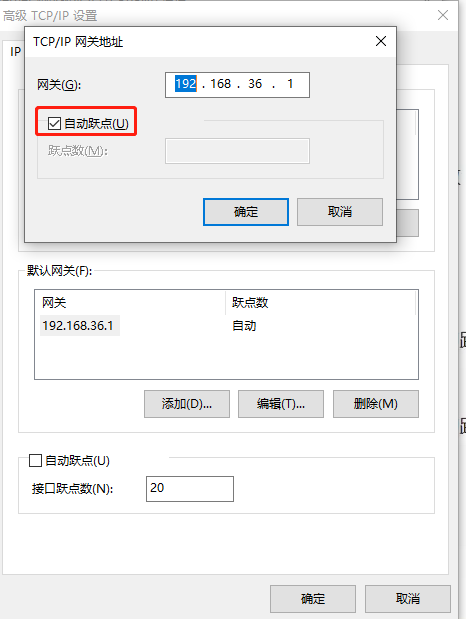 高级 TCP/IP 设置
IP
TCP/IP 网关地址
网关(G):
192 . 168 . 36 . 1
自动跃点(U)
跃点数(M):
确定
取消
默认网关(F):
网关 跃点数
192.168.36.1 自动
添加(D)...
编辑(T)...
删除(M)
自动跃点(U)
接口跃点数(N):
20
确定
取消